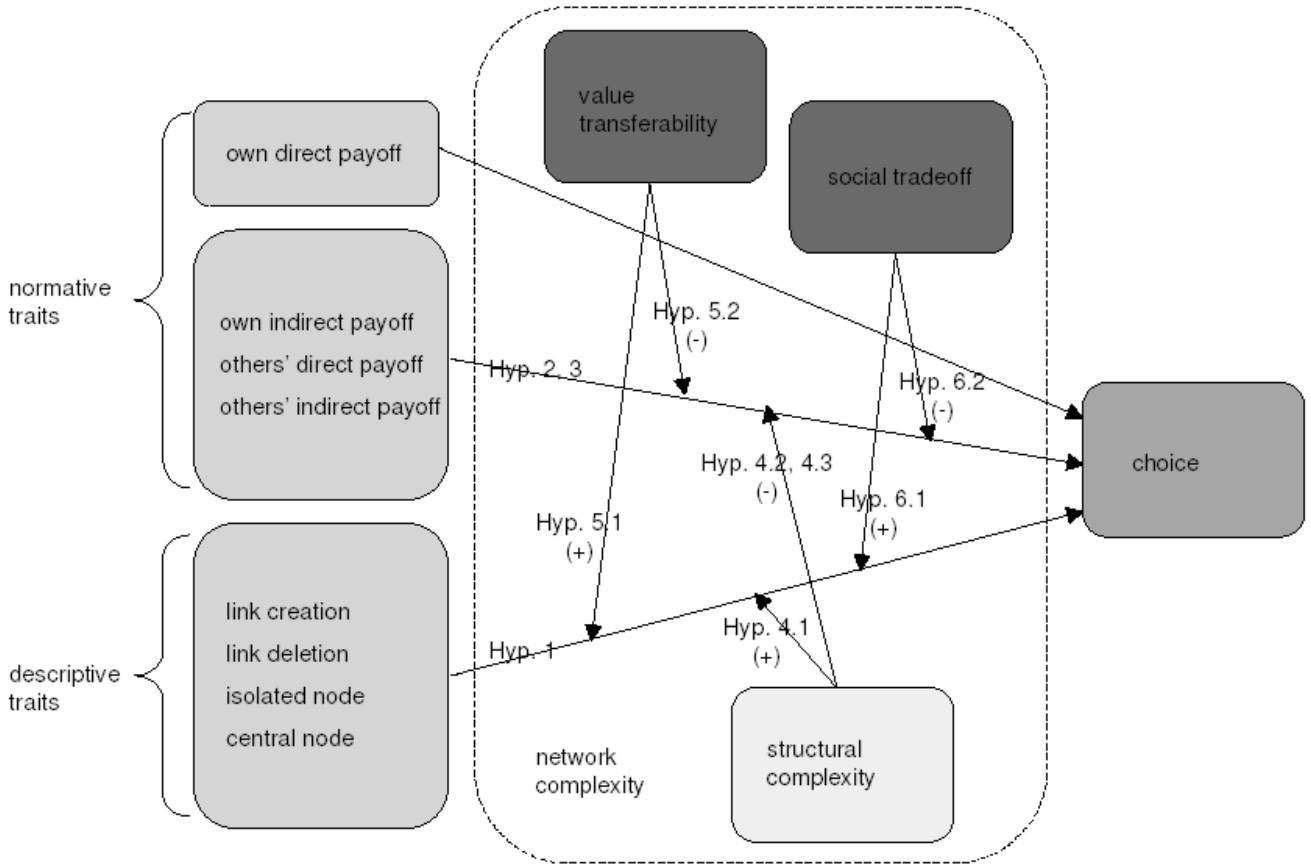 value
transferability
own direct payoff
social tradeoff
normative
traits
own indirect payoff
others' direct payoff
others' indirect payoff
Hyp. 5.2
(-)
Hyp. 2, 3
Hyp. 6.2
(-)
Hyp. 4.2, 4.3
(-)
choice
Hyp. 6.1
(+)
Hyp. 5.1
(+)
descriptive
traits
link creation
link deletion
isolated node
central node
Hyp. 1
Hyp. 4.1
(+)
network
complexity
structural
complexity